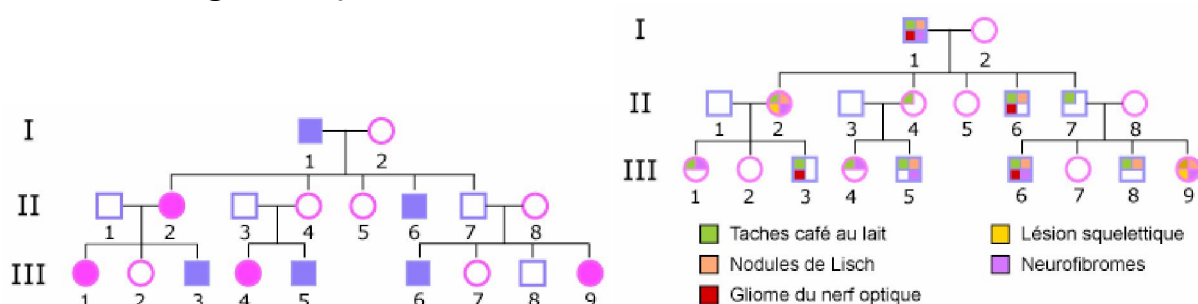 I
1 2
II
1 2 3 4 5 6 7 8
III
1 2 3 4 5 6 7 8 9
I
1 2
II
1 2 3 4 5 6 7 8
III
1 2 3 4 5 6 7 8 9
Taches café au lait
Nodules de Lisch
Gliome du nerf optique
Lésion squelettique
Neurofibromes